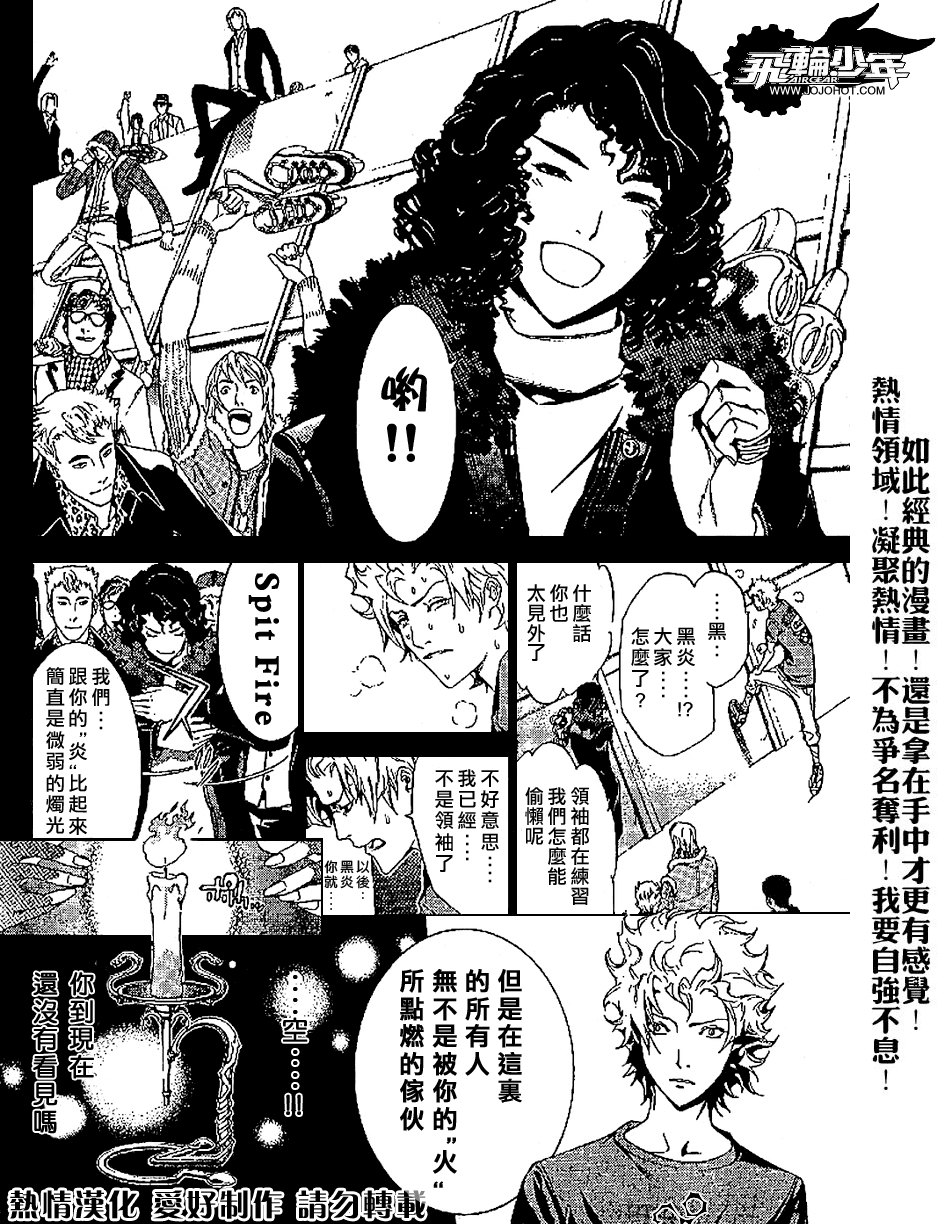 飛輪少年
AIRGEAR
WWW.JOJOHOT.COM
喲!!
……黑…
黑炎……!?
大家……
怎麼了?
什麼話
你也
太見外了
領袖都在練習
我們怎麼能
偷懶呢
不好意思…
我已經…
不是領袖了
以後…
黑炎
你就……
Spit Fire
我們…
跟你的”炎“比起來
簡直是微弱的燭光
但是在這裏
的所有人
無不是被你的”火“
所點燃的傢伙
……空……!!
你到現在
還沒有看見嗎
如此經典的漫畫!還是拿在手中才更有感覺!
熱情領域!凝聚熱情!不為爭名奪利!我要自強不息!
熱情漢化 愛好制作 請勿轉載